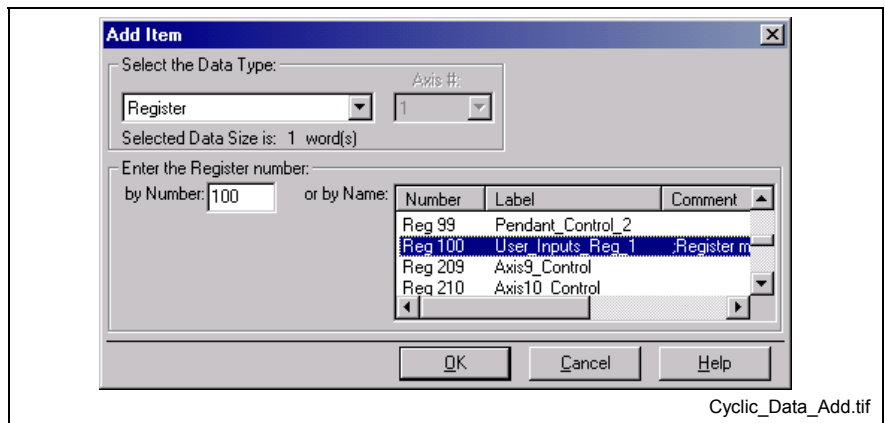 Add Item
Select the Data Type:
Axis #:
Register
1
Selected Data Size is: 1 word(s)
Enter the Register number:
by Number: 100 or by Name:
Number Label Comment
Reg 99 Pendant_Control_2
Reg 100 User_Inputs_Reg_1 ;Register m
Reg 209 Axis9_Control
Reg 210 Axis10_Control
OK Cancel Help
Cyclic_Data_Add.tif